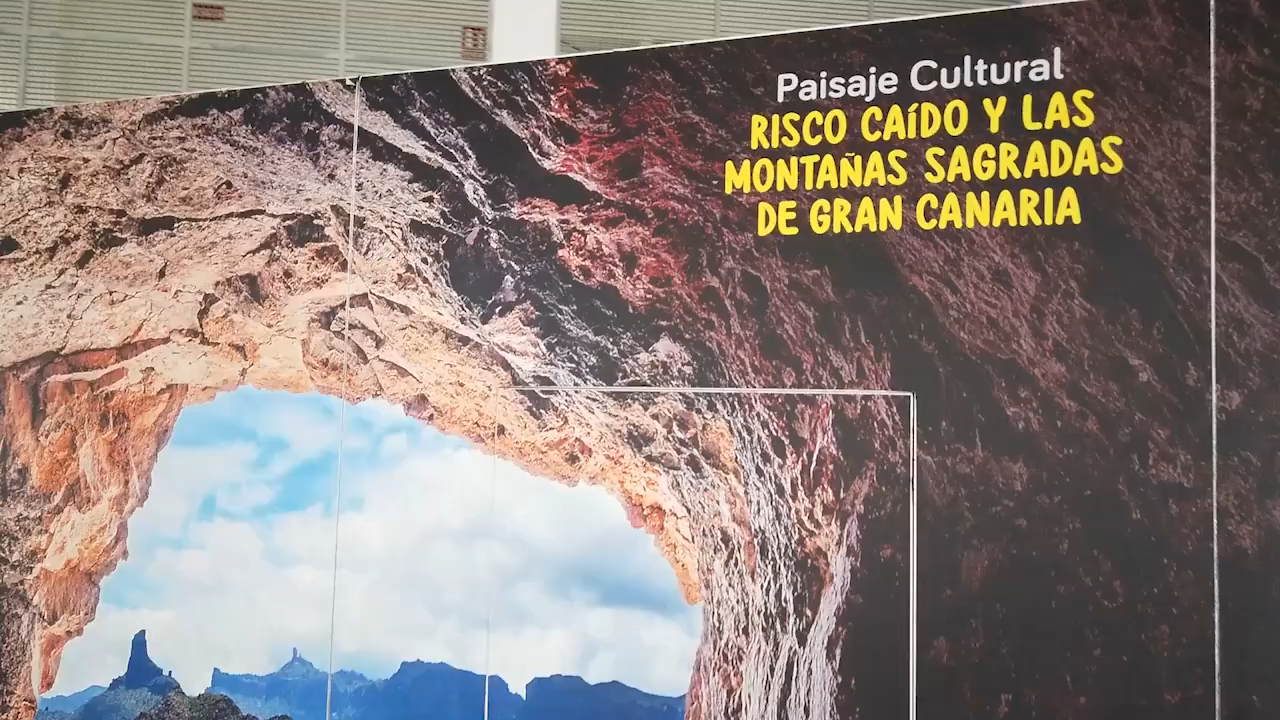 Paisaje Cultural
RISCO CAÍDO Y LAS
MONTAÑAS SAGRADAS
DE GRAN CANARIA